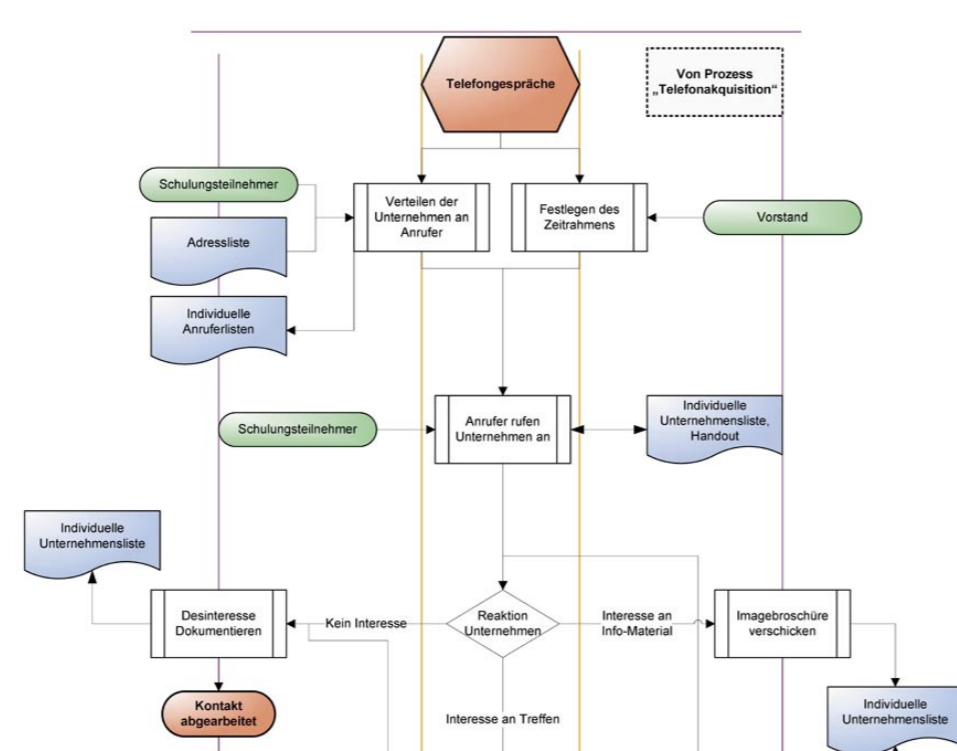 Telefongespräche
Von Prozess
„Telefonakquisition“
Schulungsteilnehmer
Verteilen der
Unternehmen an
Anrufer
Festlegen des
Zeitrahmens
Vorstand
Adressliste
Individuelle
Anruferlisten
Schulungsteilnehmer
Anrufer rufen
Unternehmen an
Individuelle
Unternehmensliste,
Handout
Individuelle
Unternehmensliste
Desinteresse
Dokumentieren
Kein Interesse
Reaktion
Unternehmen
Interesse an
Info-Material
Imagebroschüre
verschicken
Kontakt
abgearbeitet
Interesse an Treffen
Individuelle
Unternehmensliste